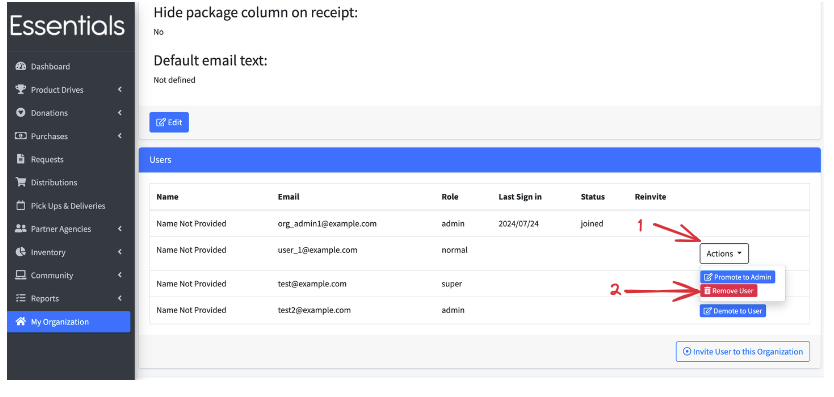 Essentials
Dashboard
Product Drives
Donations
Purchases
Requests
Distributions
Pick Ups & Deliveries
Partner Agencies
Inventory
Community
Reports
My Organization
Hide package column on receipt:
No
Default email text:
Not defined
Edit
Users
Name Email Role Last Sign in Status Reinvite
Name Not Provided org_admin1@example.com admin 2024/07/24 joined
1
Name Not Provided user_1@example.com normal Actions
Promote to Admin
2 Remove User
Name Not Provided test@example.com super
Name Not Provided test2@example.com admin Demote to User
Invite User to this Organization